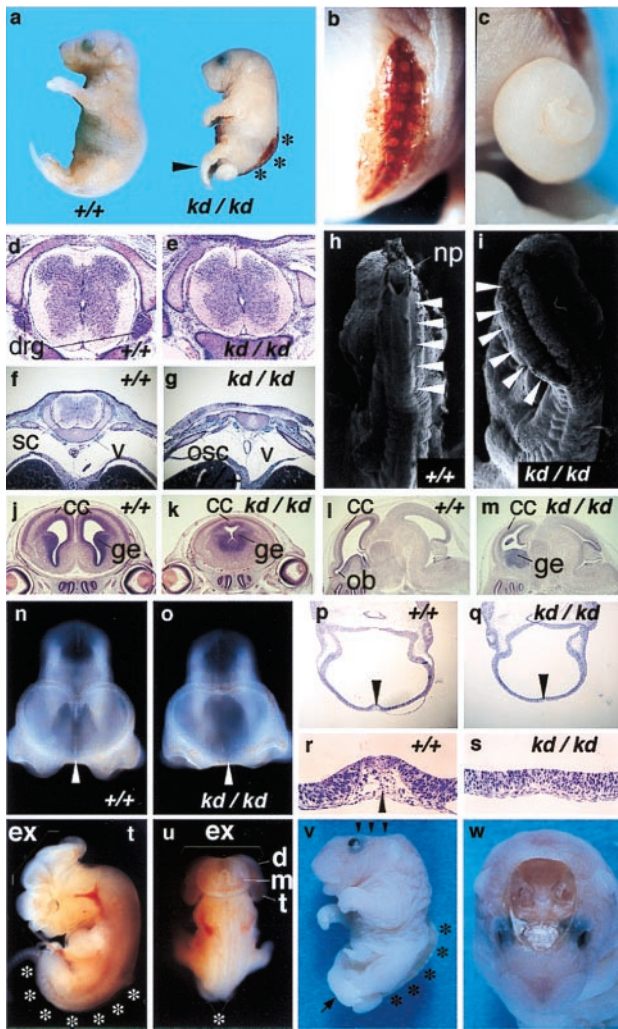 a b c
+/+ kd / kd
* * *
d e h np i
drg +/+ kd / kd
f +/+ g kd / kd
sc v osc v
+/+ kd / kd
j cc +/+ k cc kd / kd l cc +/+ m cc kd / kd
ge ge ob ge
n o p +/+ q kd / kd
r +/+ s kd / kd
+/+ kd / kd
ex t u ex v w
d
m
t
* * * * * *
*
* * * *